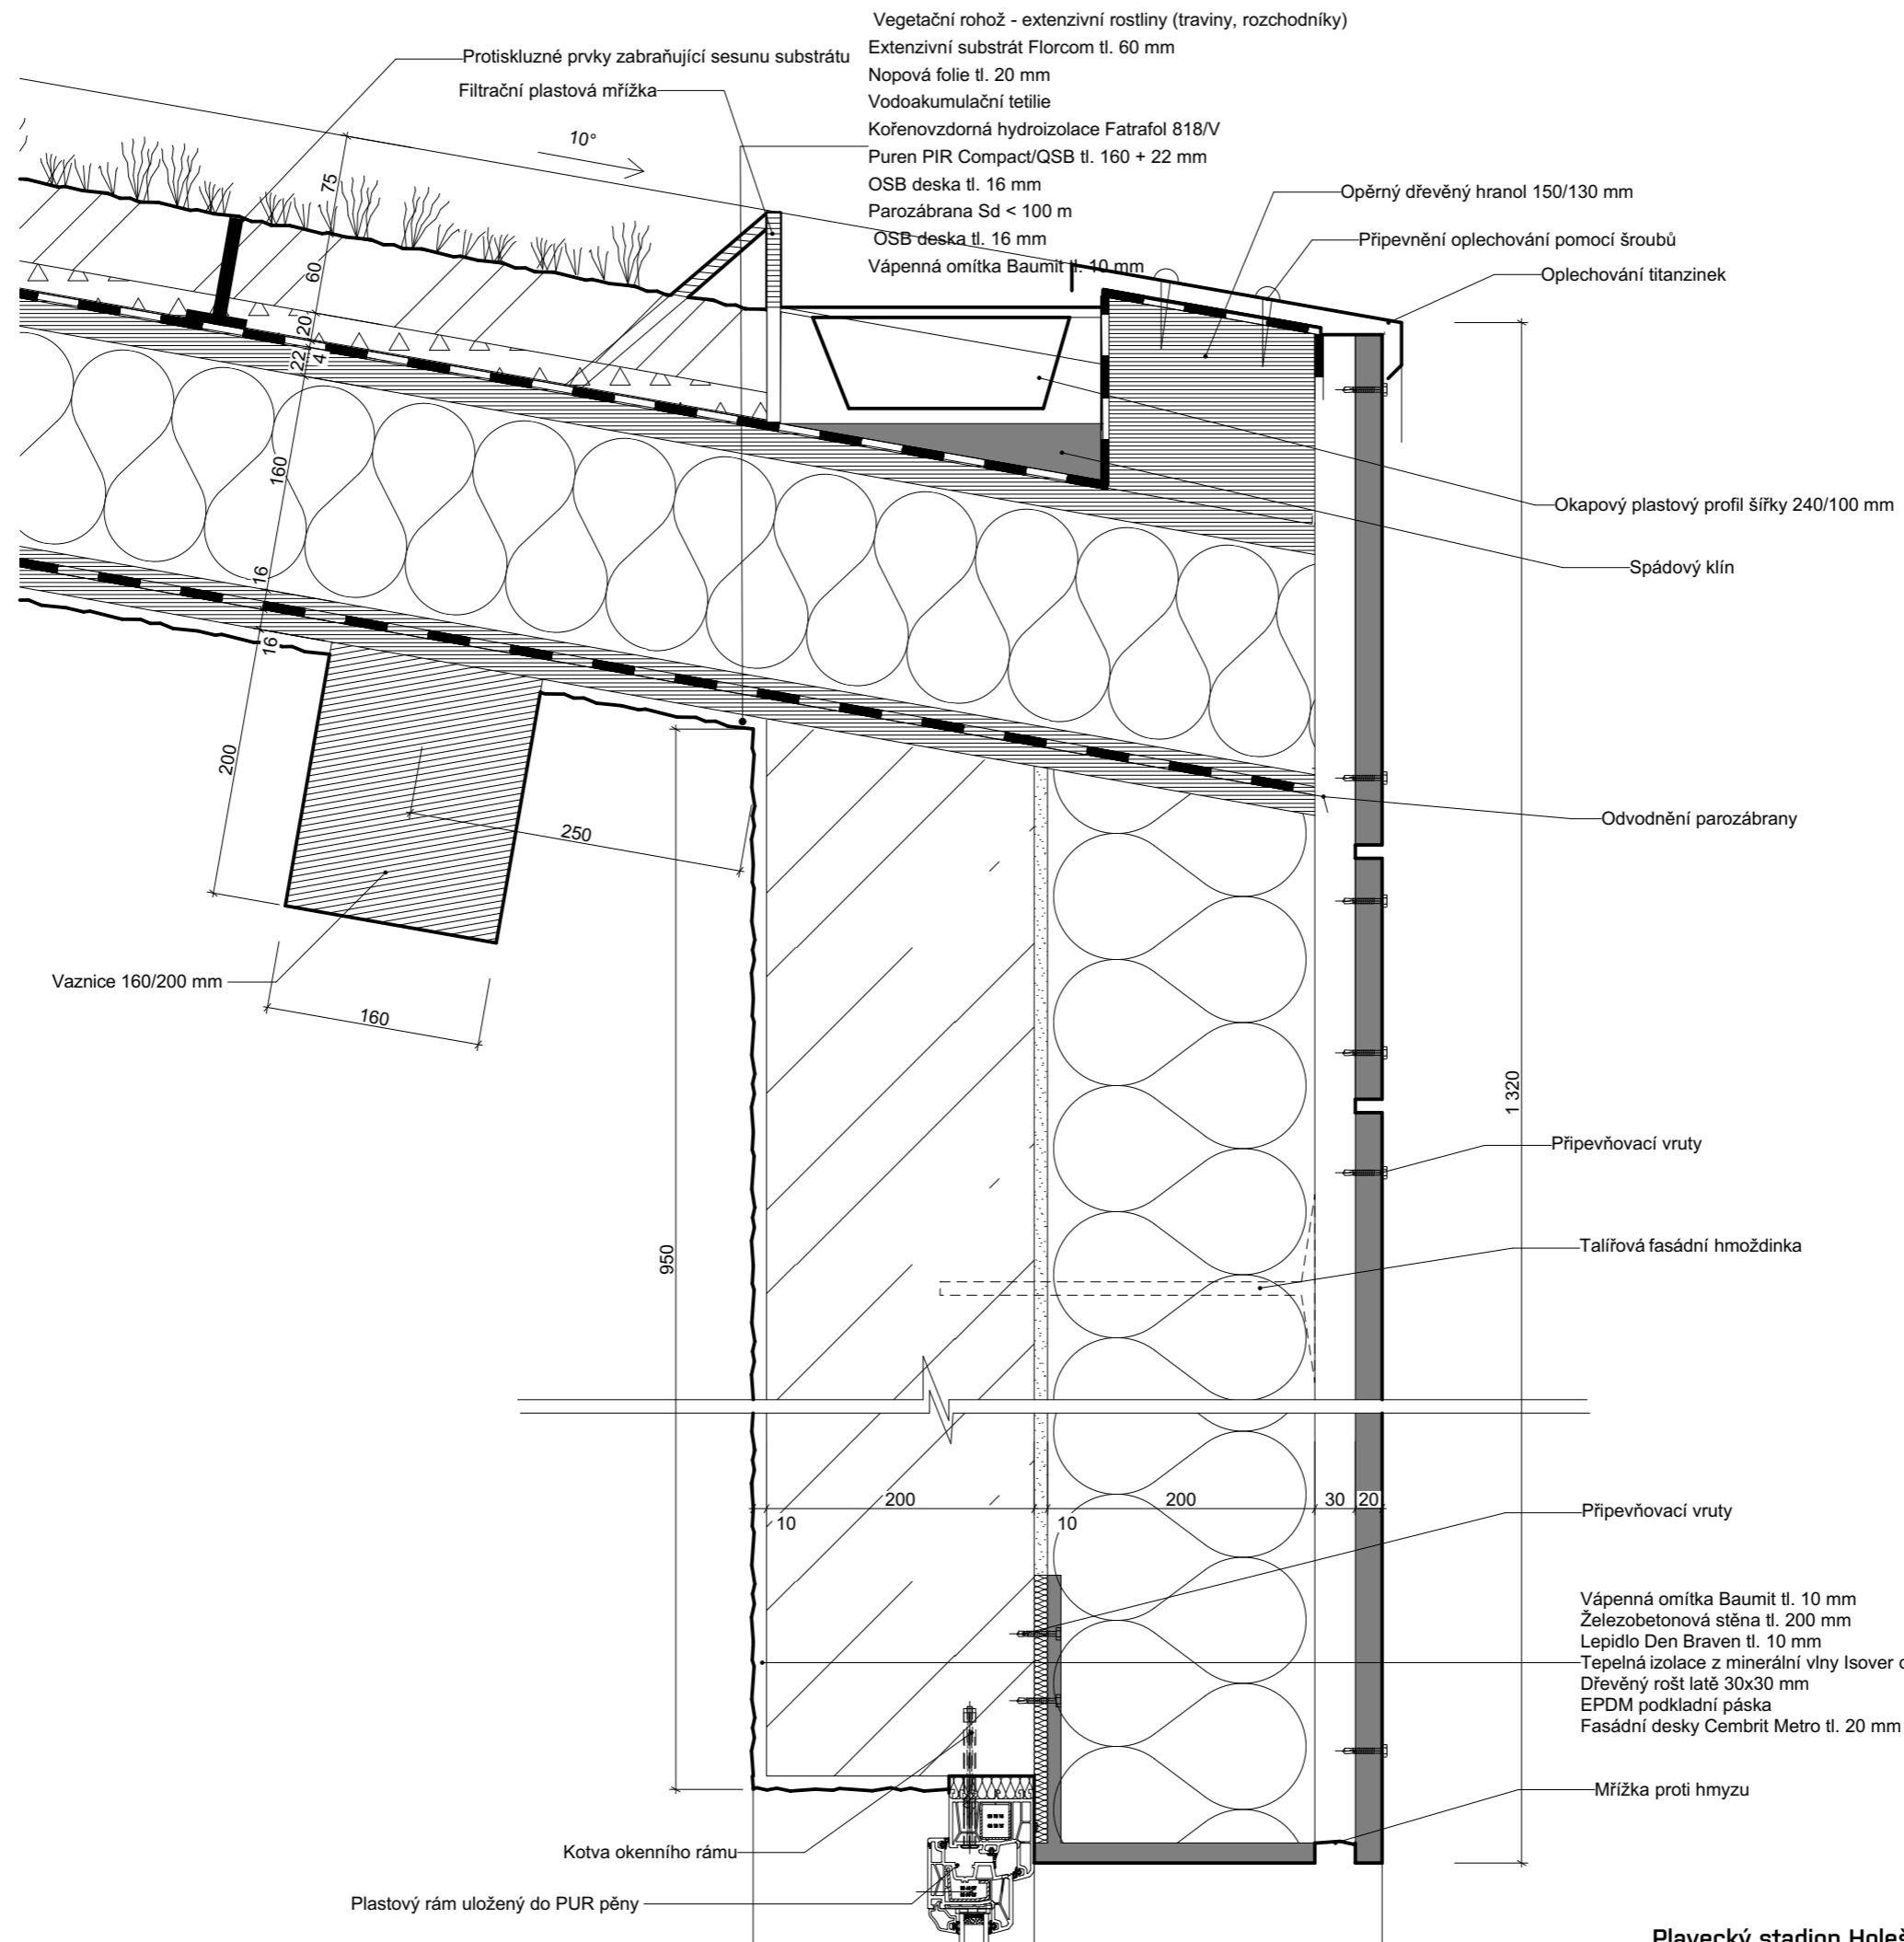 Vegetační rohož - extenzivní rostliny (traviny, rozchodníky)
Extenzivní substrát Florcom tl. 60 mm
Nopová folie tl. 20 mm
Vodoakumulační tetilie
Kořenovzdorná hydroizolace Fatrafol 818/V
Puren PIR Compact/QSB tl. 160 + 22 mm
OSB deska tl. 16 mm
Parozábrana Sd < 100 m
OSB deska tl. 16 mm
Vápenná omítka Baumit tl. 10 mm
Protiskluzné prvky zabraňující sesunu substrátu
Filtrační plastová mřížka
10°
75
60
20
4
22
160
16
16
200
250
160
Opěrný dřevěný hranol 150/130 mm
Připevnění oplechování pomocí šroubů
Oplechování titanzinek
Okapový plastový profil šířky 240/100 mm
Spádový klín
Odvodnění parozábrany
Vaznice 160/200 mm
1 320
950
Připevňovací vruty
Talířová fasádní hmoždinka
200
200
30
20
10
10
Připevňovací vruty
Vápenná omítka Baumit tl. 10 mm
Železobetonová stěna tl. 200 mm
Lepidlo Den Braven tl. 10 mm
Tepelná izolace z minerální vlny Isover
Dřevěný rošt latě 30x30 mm
EPDM podkladní páska
Fasádní desky Cembrit Metro tl. 20 mm
Mřížka proti hmyzu
Kotva okenního rámu
Plastový rám uložený do PUR pěny
Plavecký stadion